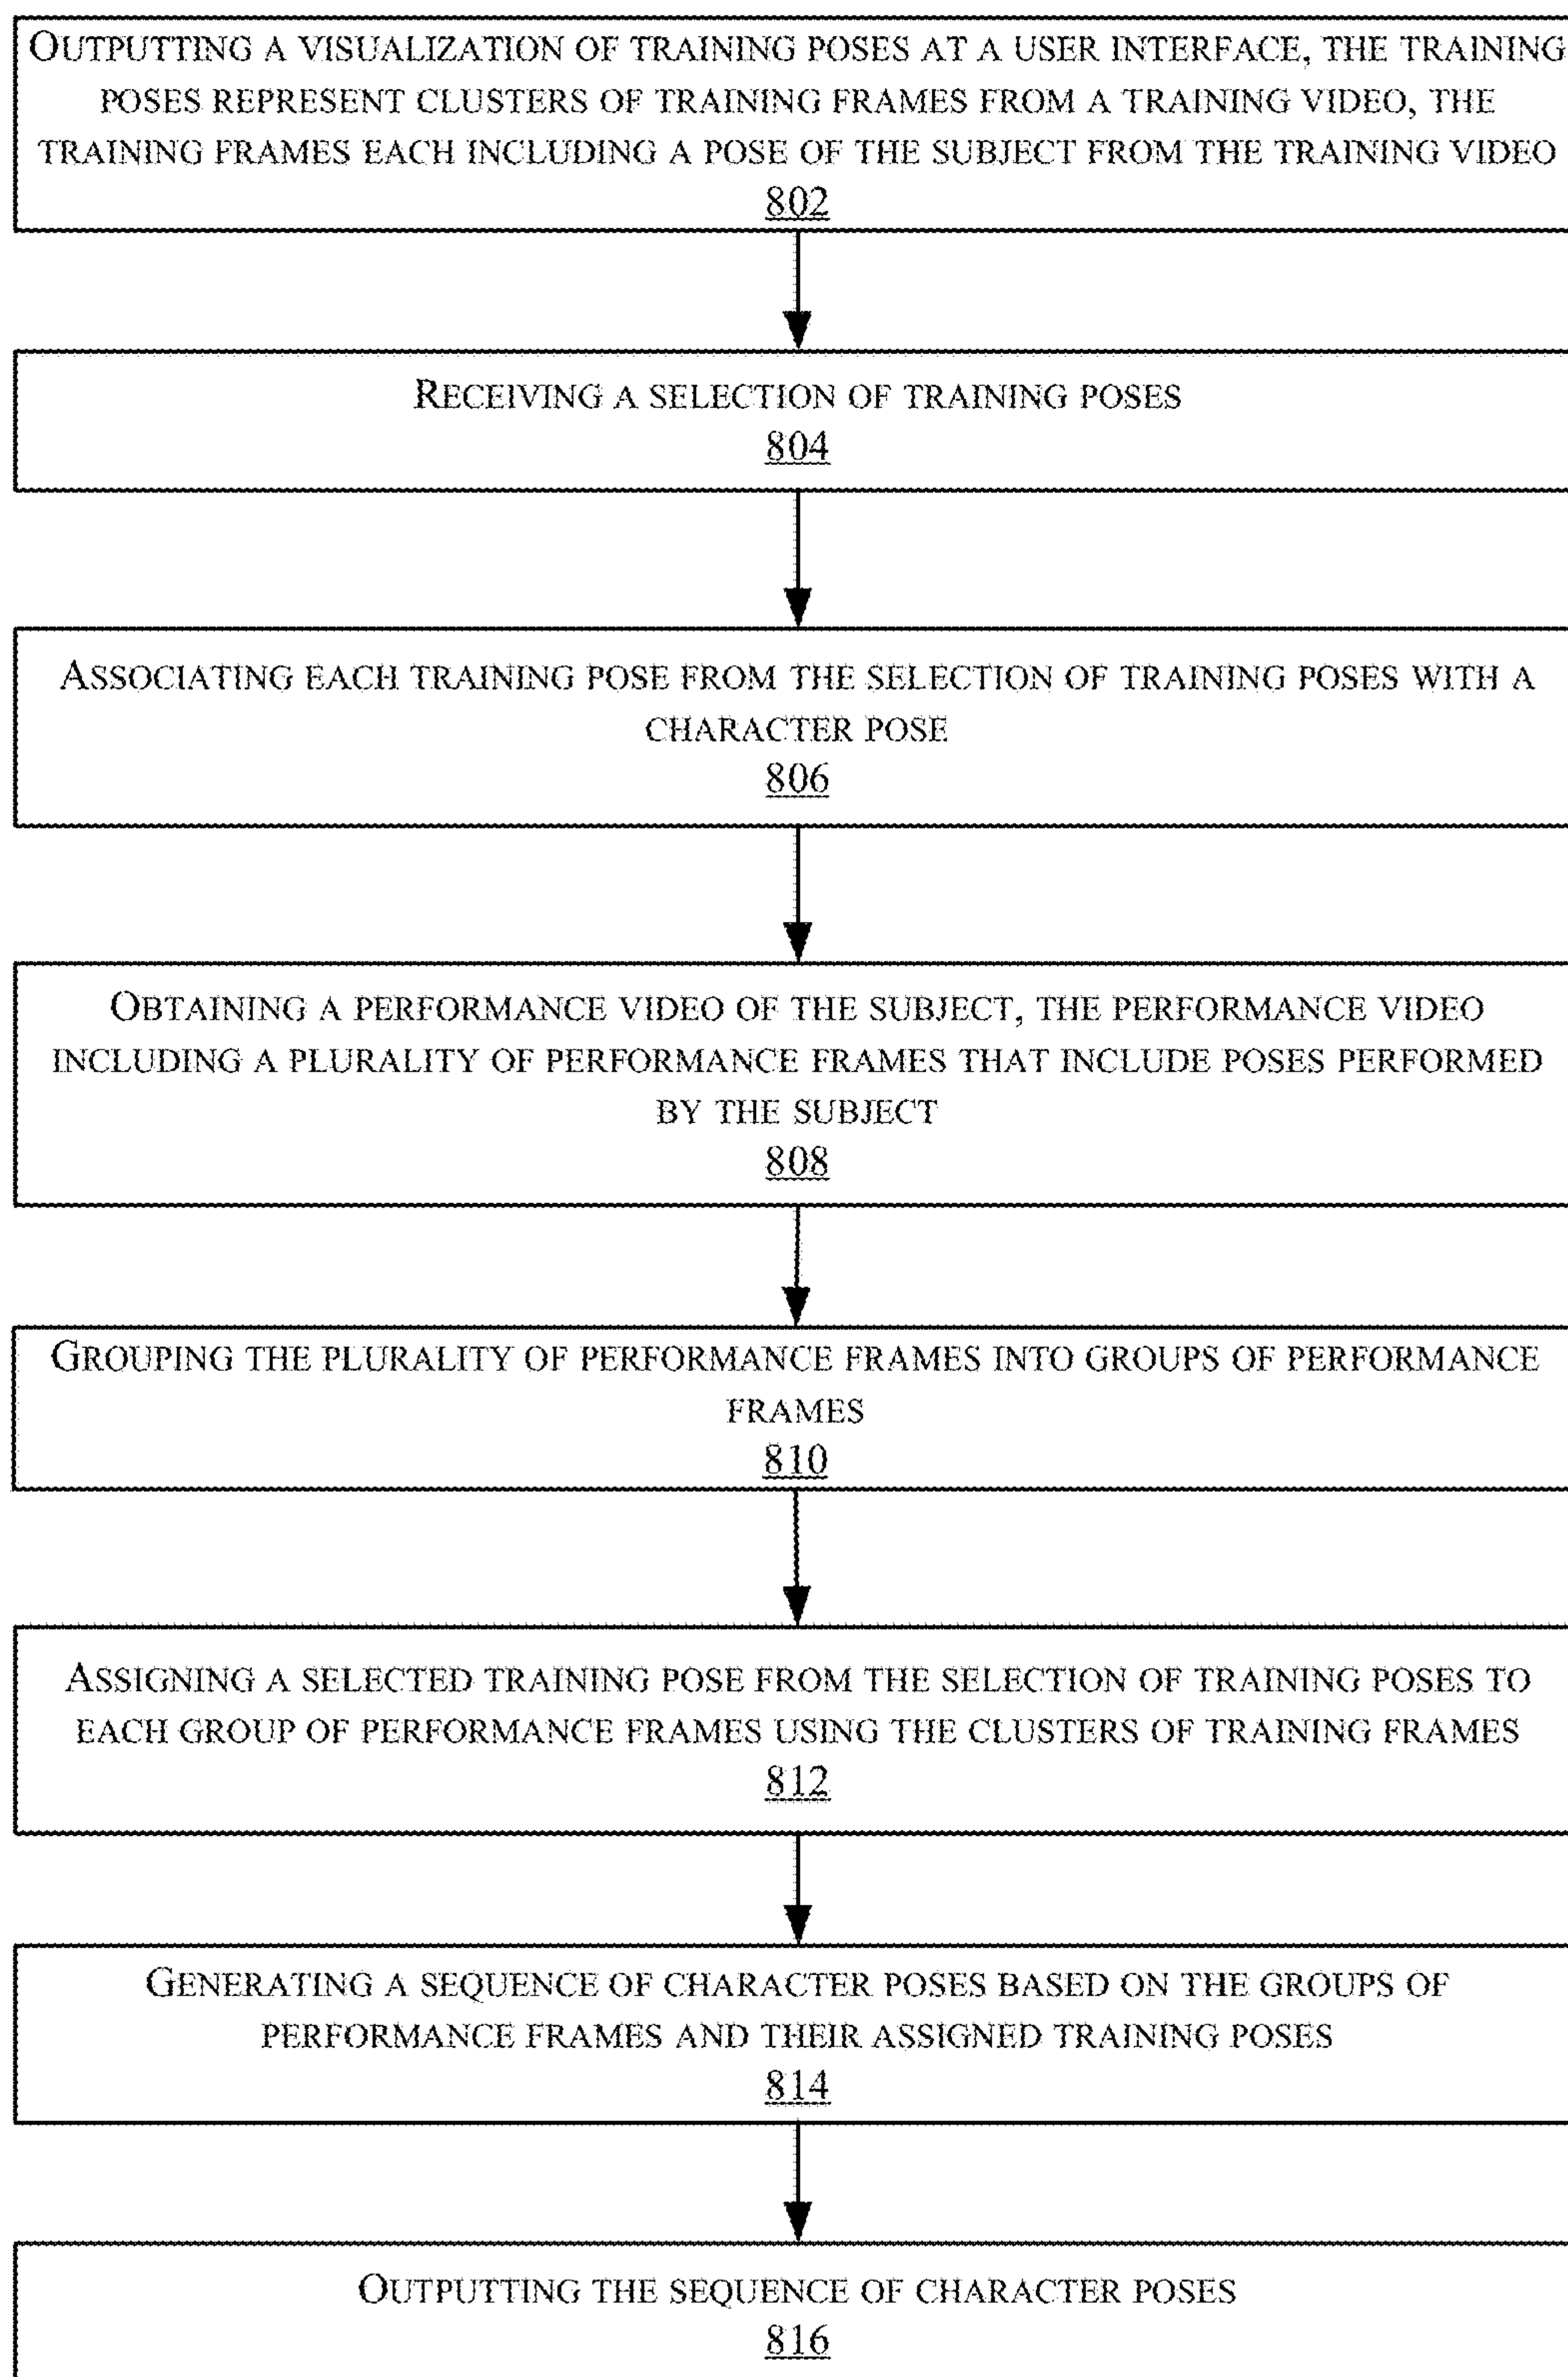 OUTPUTTING A VISUALIZATION OF TRAINING POSES AT A USER INTERFACE, THE TRAINING
POSES REPRESENT CLUSTERS OF TRAINING FRAMES FROM A TRAINING VIDEO, THE
TRAINING FRAMES EACH INCLUDING A POSE OF THE SUBJECT FROM THE TRAINING VIDEO
802
RECEIVING A SELECTION OF TRAINING POSES
804
ASSOCIATING EACH TRAINING POSE FROM THE SELECTION OF TRAINING POSES WITH A
CHARACTER POSE
806
OBTAINING A PERFORMANCE VIDEO OF THE SUBJECT, THE PERFORMANCE VIDEO
INCLUDING A PLURALITY OF PERFORMANCE FRAMES THAT INCLUDE POSES PERFORMED
BY THE SUBJECT
808
GROUPING THE PLURALITY OF PERFORMANCE FRAMES INTO GROUPS OF PERFORMANCE
FRAMES
810
ASSIGNING A SELECTED TRAINING POSE FROM THE SELECTION OF TRAINING POSES TO
EACH GROUP OF PERFORMANCE FRAMES USING THE CLUSTERS OF TRAINING FRAMES
812
GENERATING A SEQUENCE OF CHARACTER POSES BASED ON THE GROUPS OF
PERFORMANCE FRAMES AND THEIR ASSIGNED TRAINING POSES
814
OUTPUTTING THE SEQUENCE OF CHARACTER POSES
816